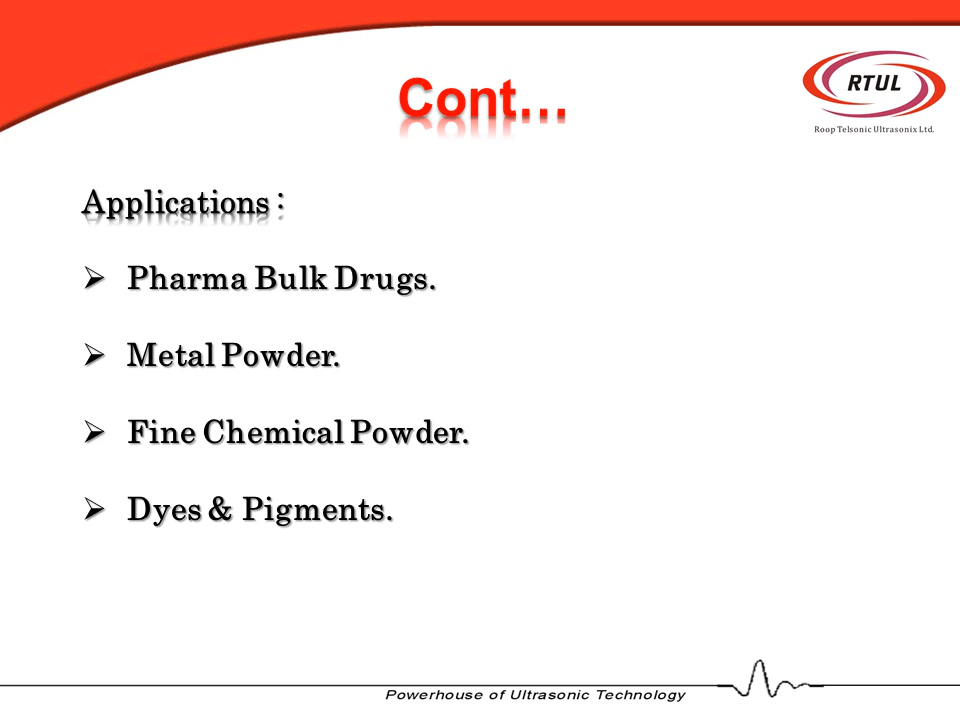 Cont...
RTUL
Roop Telsonic Ultrasonix Ltd.
Applications :
➢ Pharma Bulk Drugs.
➢ Metal Powder.
➢ Fine Chemical Powder.
➢ Dyes & Pigments.
Powerhouse of Ultrasonic Technology